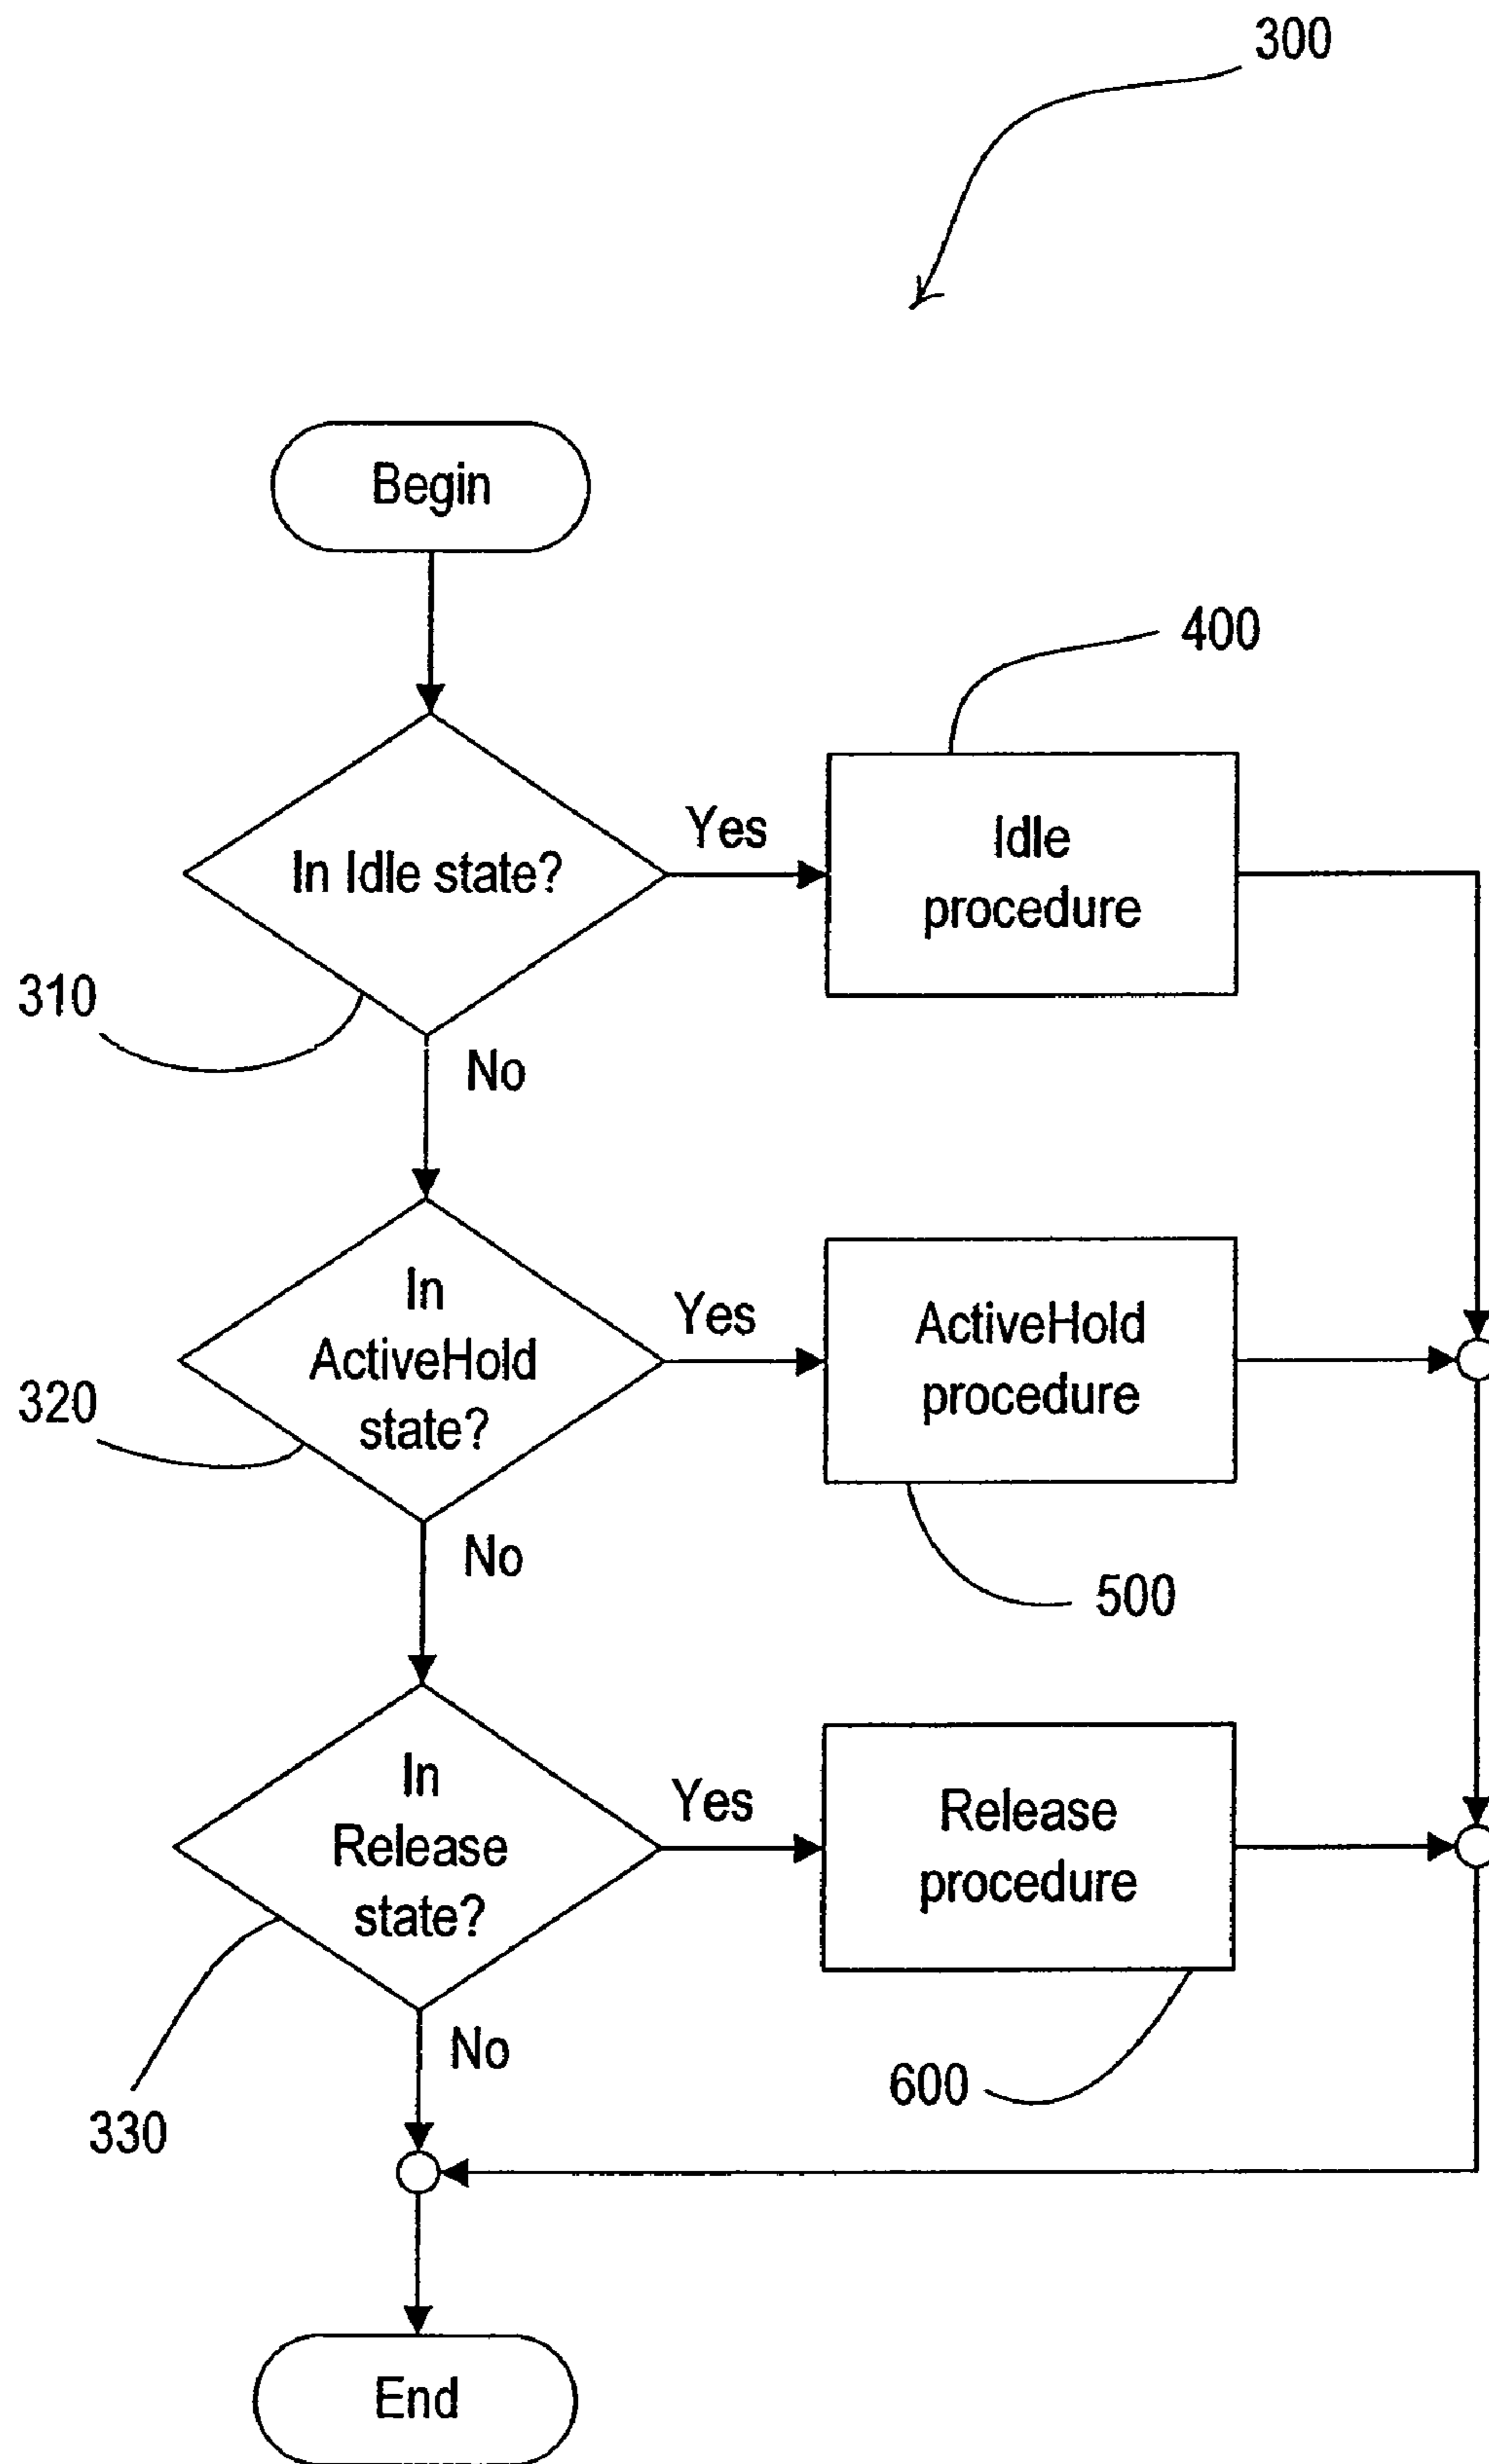 300
Begin
400
In Idle state?
Yes
Idle
procedure
310
No
In
ActiveHold
state?
Yes
ActiveHold
procedure
320
No
500
In
Release
state?
Yes
Release
procedure
330
No
600
End